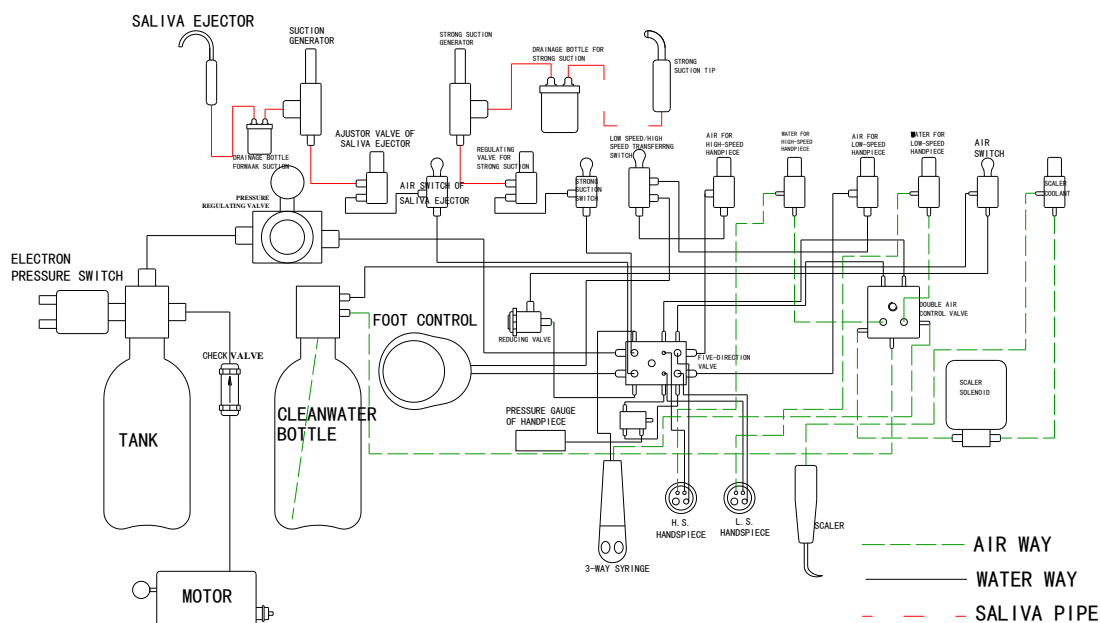 SALIVA EJECTOR
SUCTION
GENERATOR
STRONG SUCTION
GENERATOR
DRAINAGE BOTTLE FOR
STRONG SUCTION
STRONG
SUCTION TIP
DRAINAGE BOTTLE
FORWAAK SUCTION
AJUSTOR VALVE OF
SALIVA EJECTOR
AIR SWITCH OF
SALIVA EJECTOR
REGULATING
VALVE FOR
STRONG SUCTION
STRONG
SUCTION
SWITCH
LOW SPEED/HIGH
SPEED TRANSFERRNG
SWITCH
AIR FOR
HIGH-SPEED
HANDPIECE
WATER FOR
HIGH-SPEED
HANDPIECE
AIR FOR
LOW-SPEED
HANDPIECE
WATER FOR
LOW-SPEED
HANDPIECE
AIR
SWITCH
SCALER
COOLANT
PRESSURE
REGULATING VALVE
ELECTRON
PRESSURE SWITCH
CHECK VALVE
TANK
CLEANWATER
BOTTLE
FOOT CONTROL
REDUCING VALVE
FIVE-DIRECTION
VALVE
DOUBLE AIR
CONTROL VALVE
SCALER
SOLENOID
PRESSURE GAUGE
OF HANDPIECE
3-WAY SYRINGE
H.S.
HANDSPIECE
L.S.
HANDSPIECE
SCALER
MOTOR
AIR WAY
WATER WAY
SALIVA PIPE